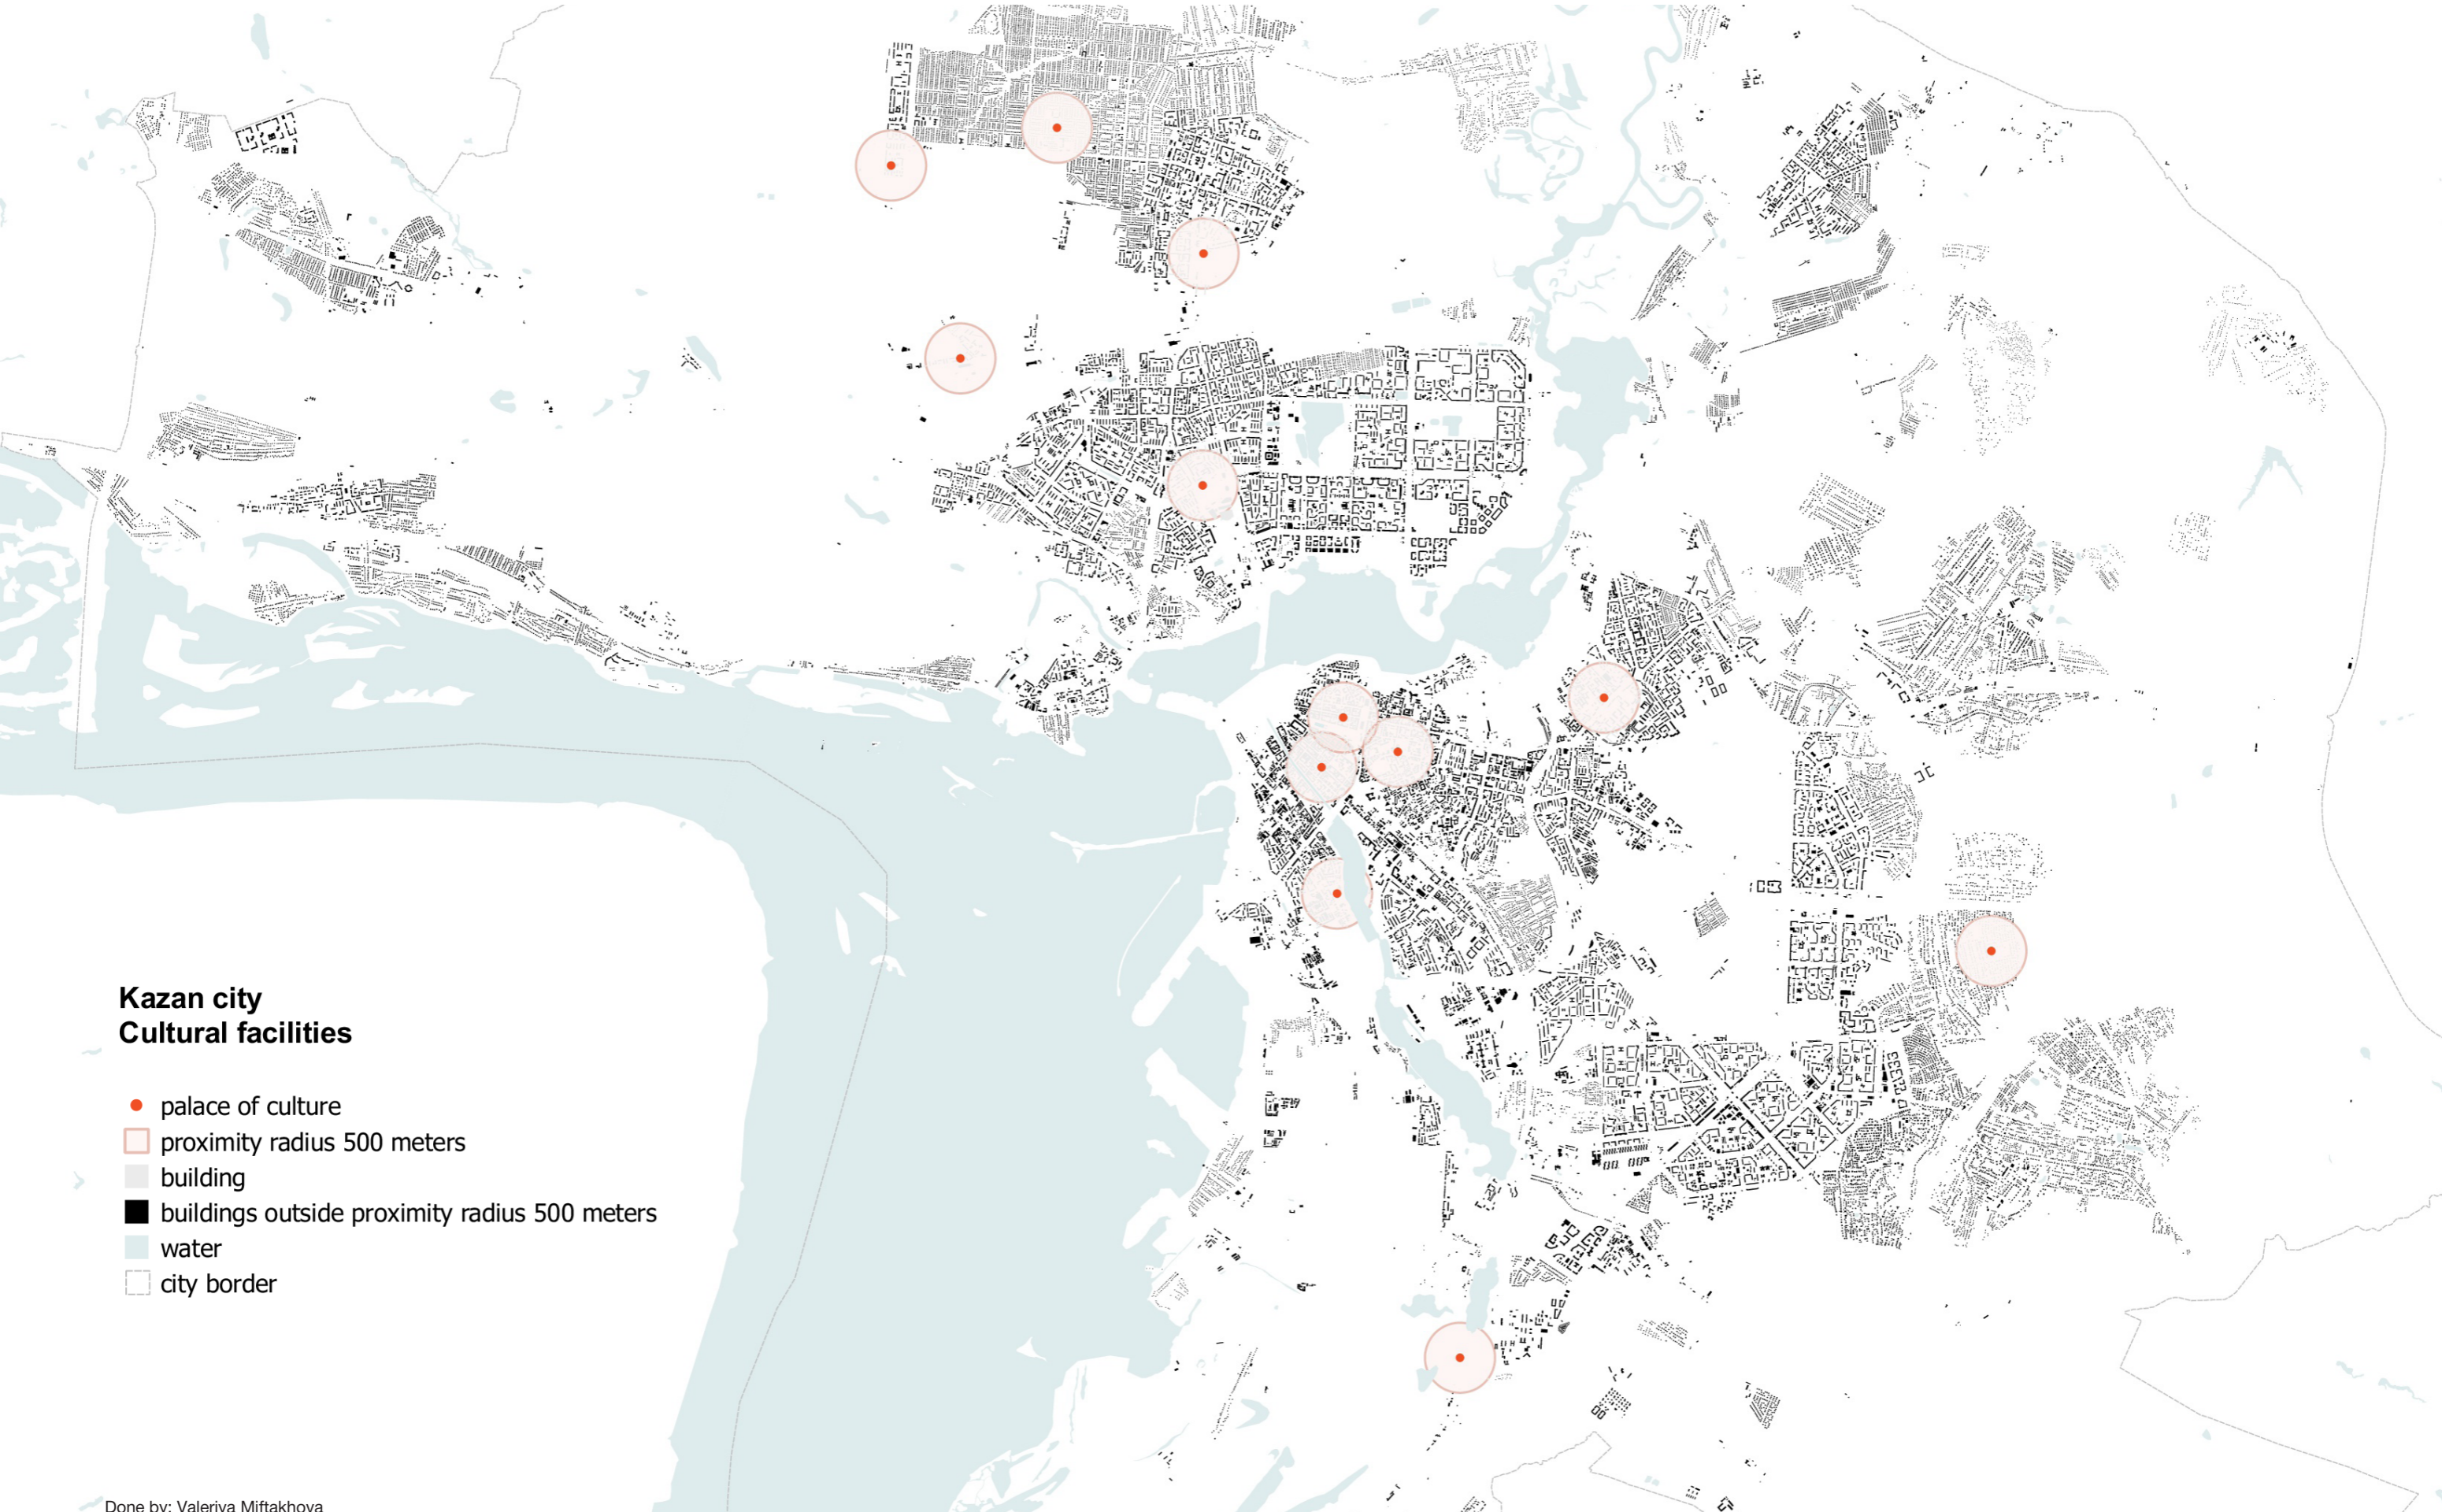 Kazan city
Cultural facilities
palace of culture
proximity radius 500 meters
building
buildings outside proximity radius 500 meters
water
city border
Done by: Valeriya Miftakhova